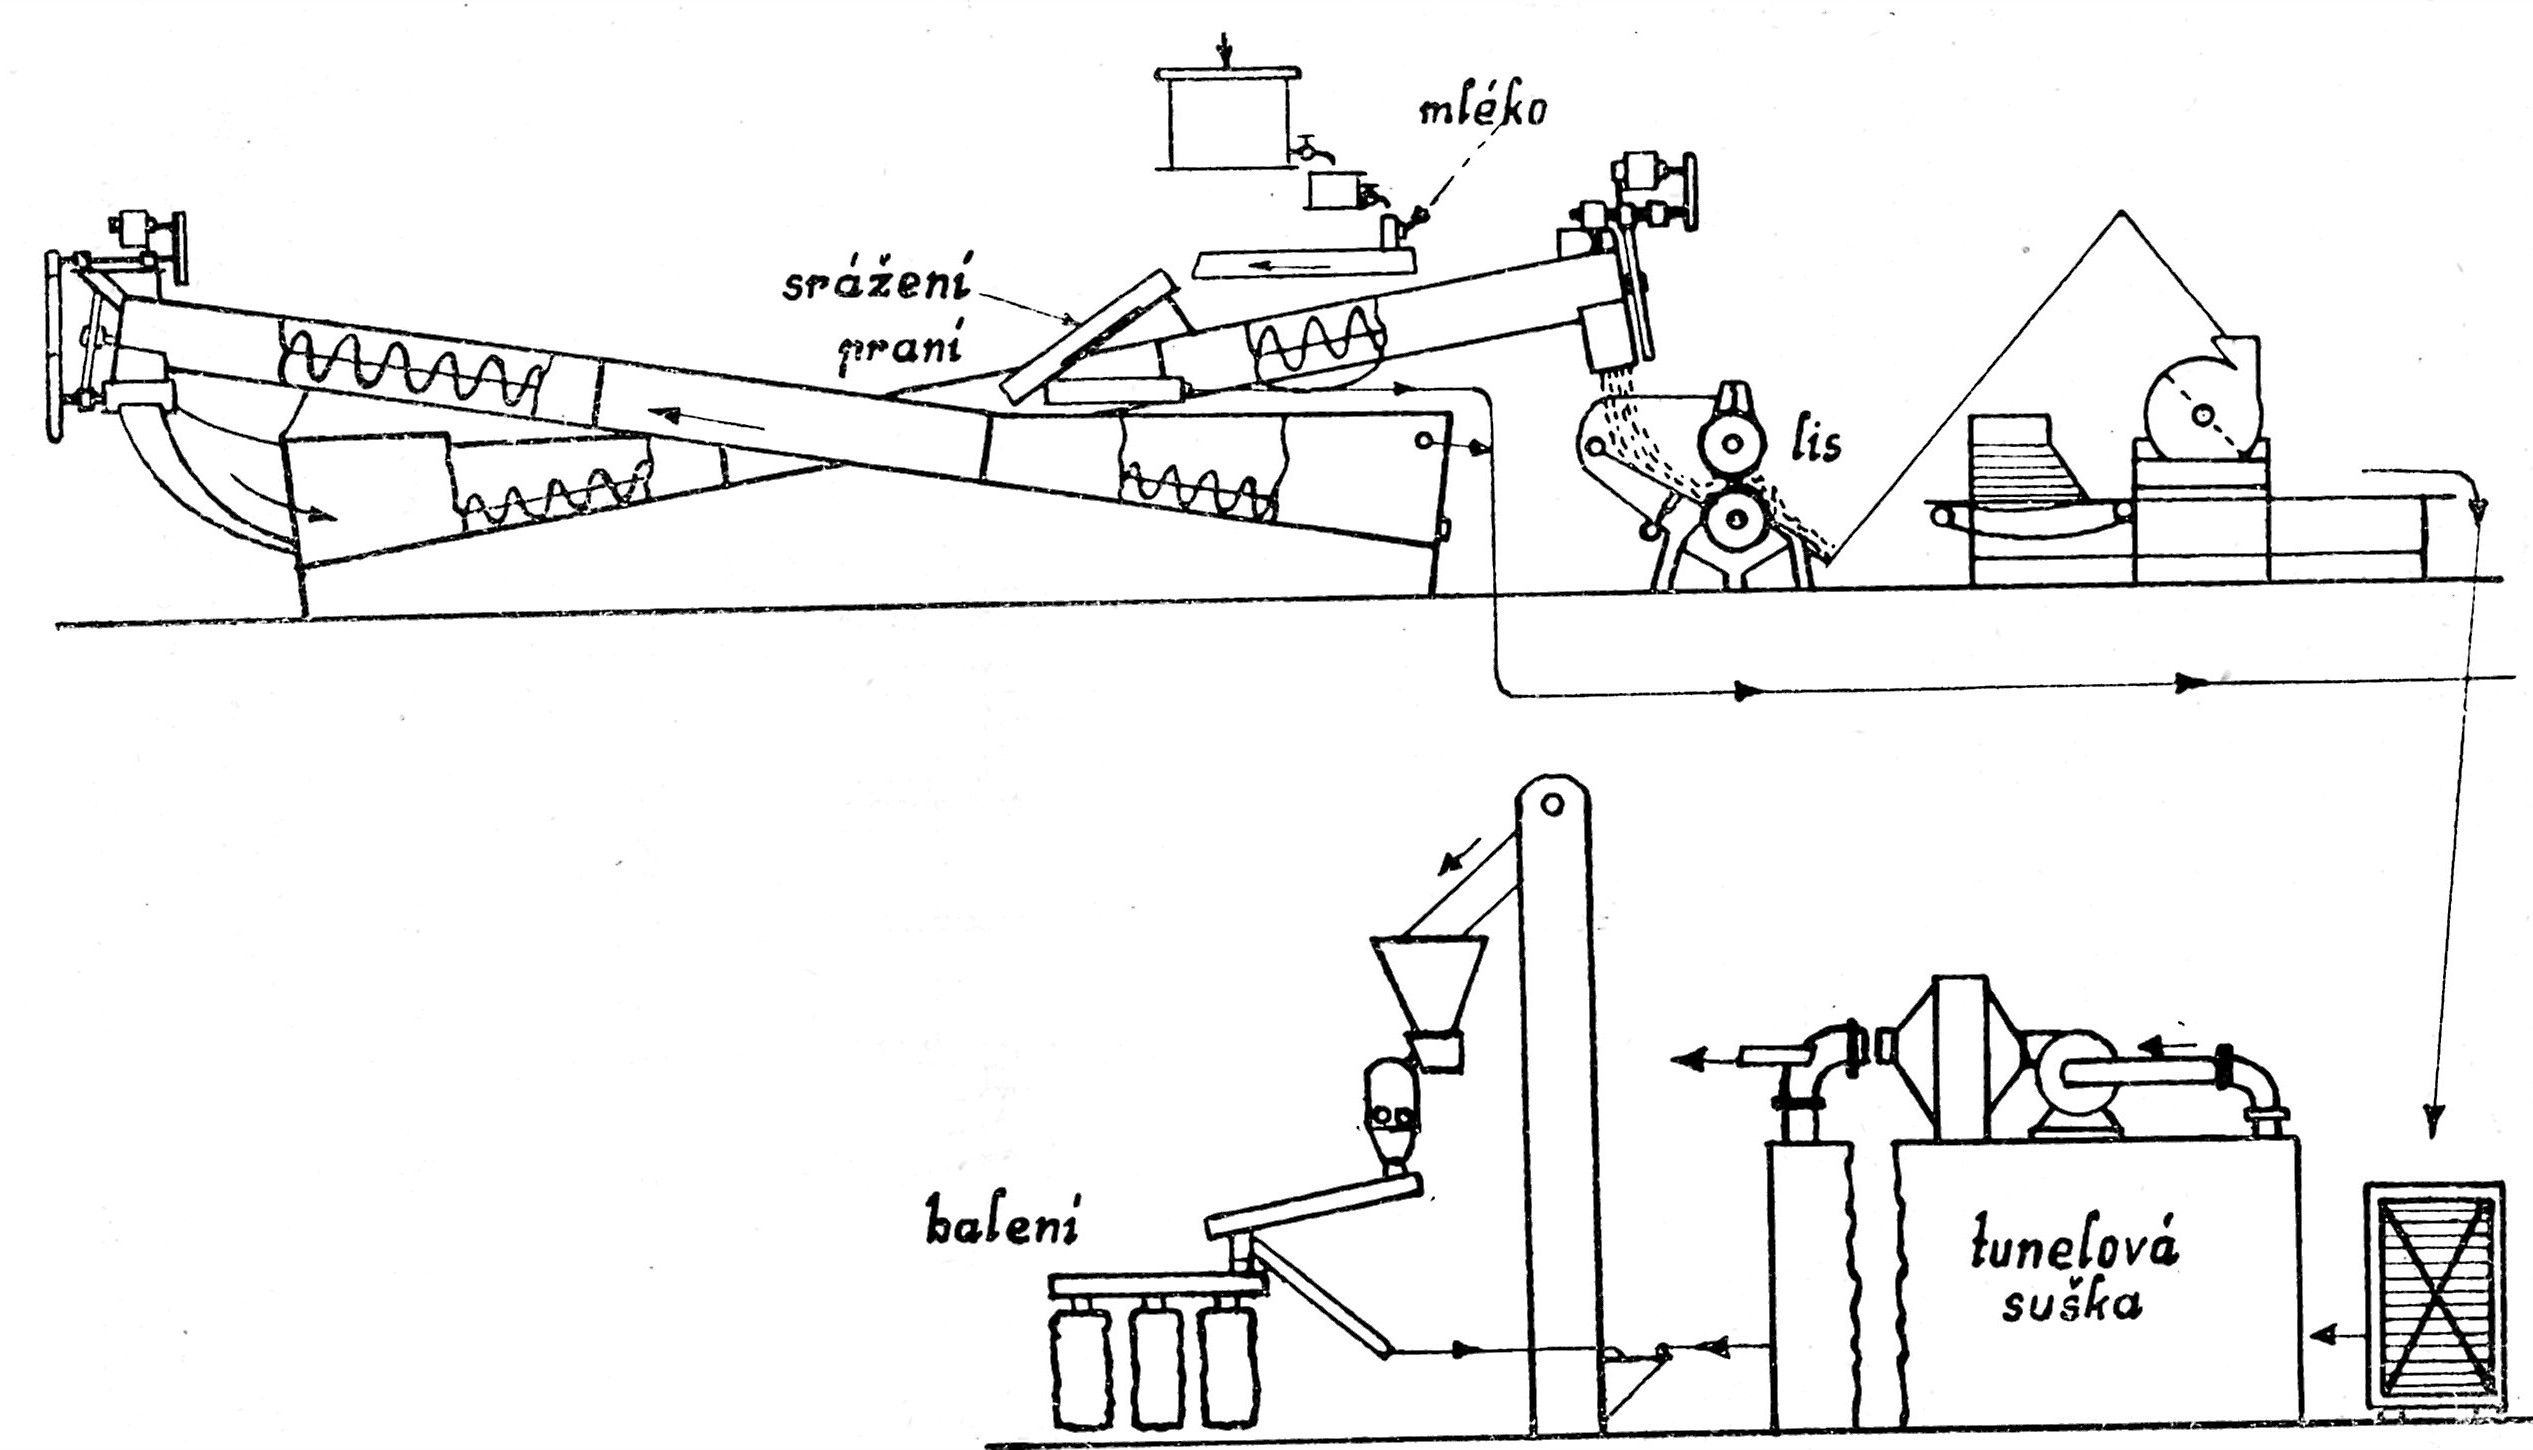 mléko
srážení
praní
lis
balení
tunelová
suška